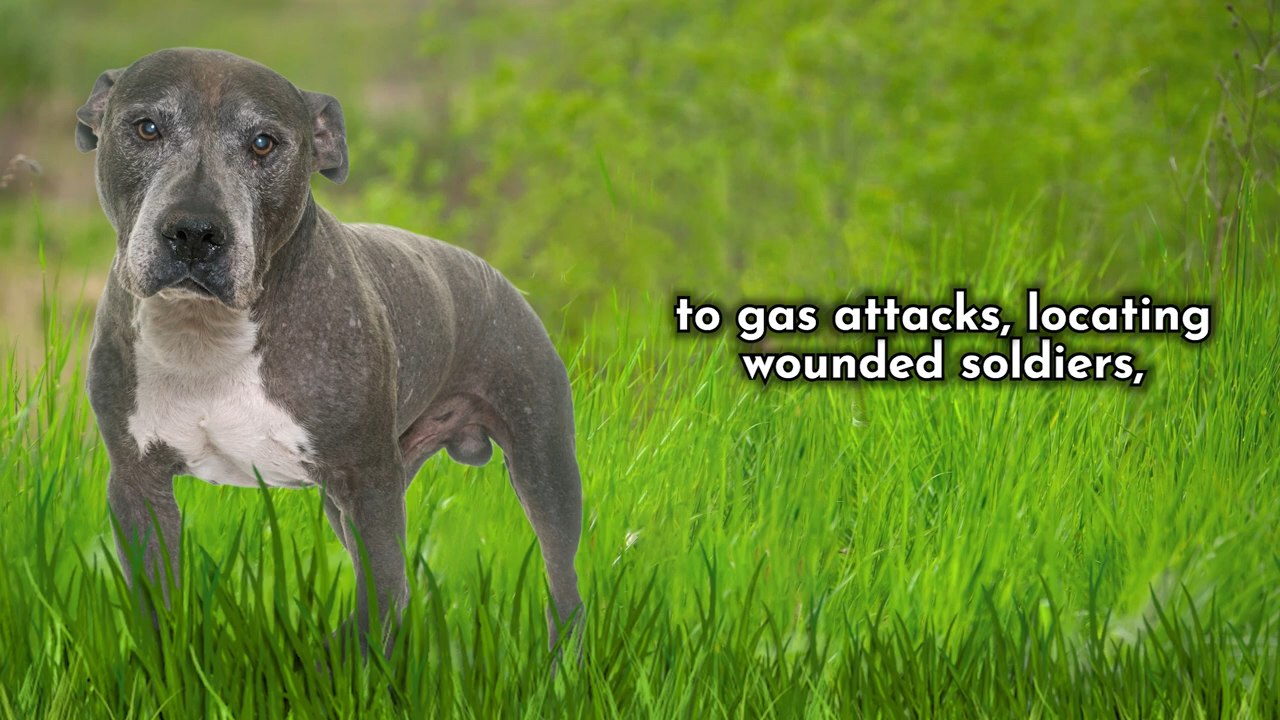 to gas attacks, locating
wounded soldiers,